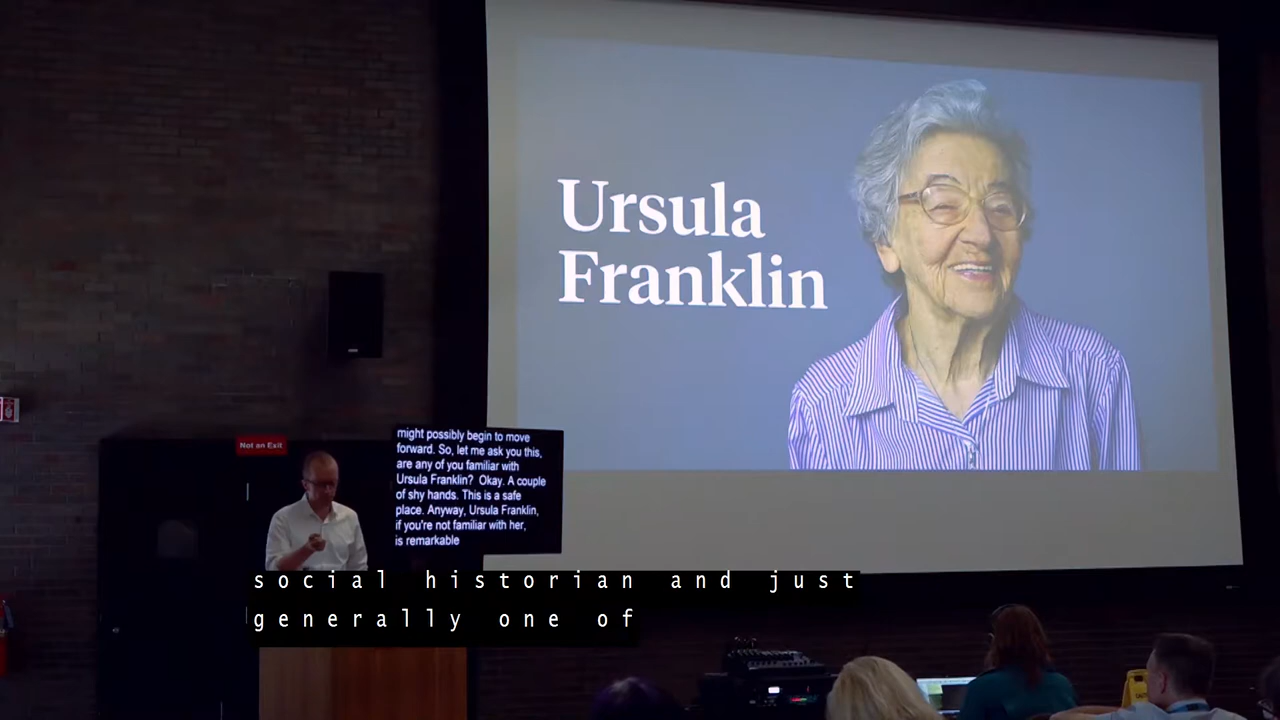 Ursula
Franklin
Not an Exit
might possibly begin to move
forward. So, let me ask you this,
are any of you familiar with
Ursula Franklin?  Okay. A couple
of shy hands. This is a safe
place. Anyway, Ursula Franklin,
if you're not familiar with her,
is remarkable
social historian and just
generally one of